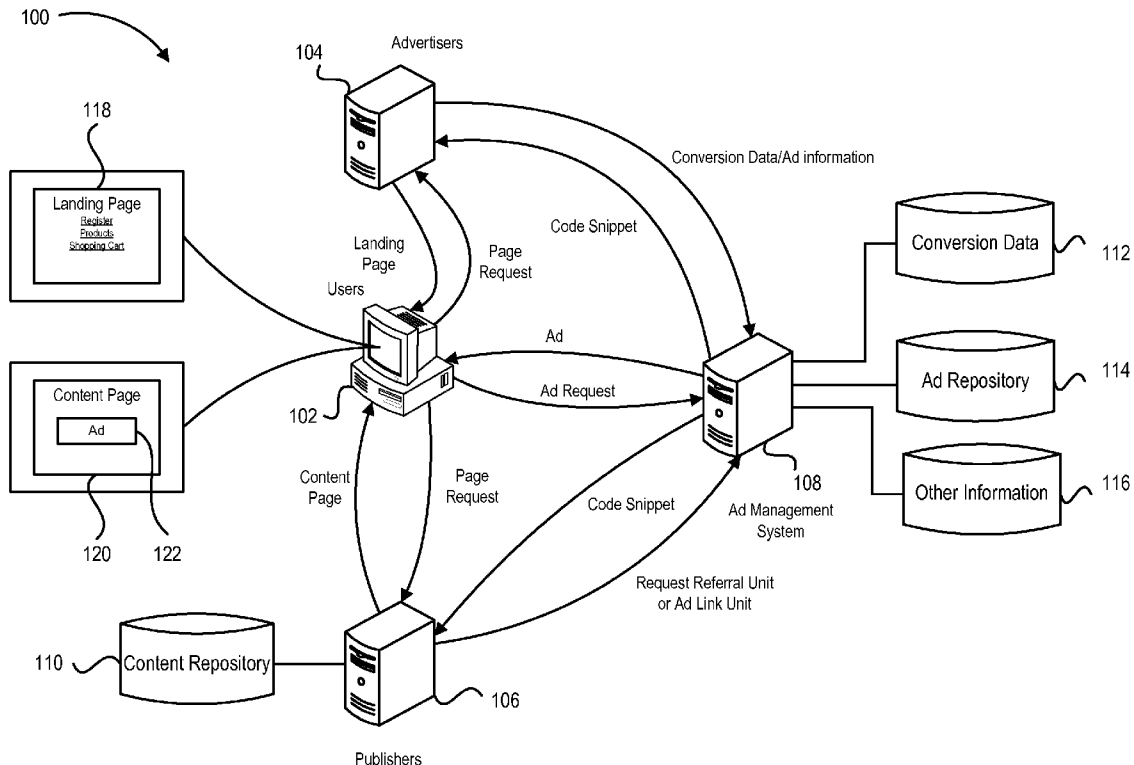 100
Advertisers
104
118
Landing Page
Register
Products
Shopping Cart
Conversion Data/Ad information
Code Snippet
Landing
Page
Page
Request
Users
Conversion Data
112
Ad
Ad Request
Ad Repository
114
Content Page
Ad
102
108
Ad Management
System
Other Information
116
Content
Page
Page
Request
Code Snippet
120
122
Request Referral Unit
or Ad Link Unit
110
Content Repository
106
Publishers